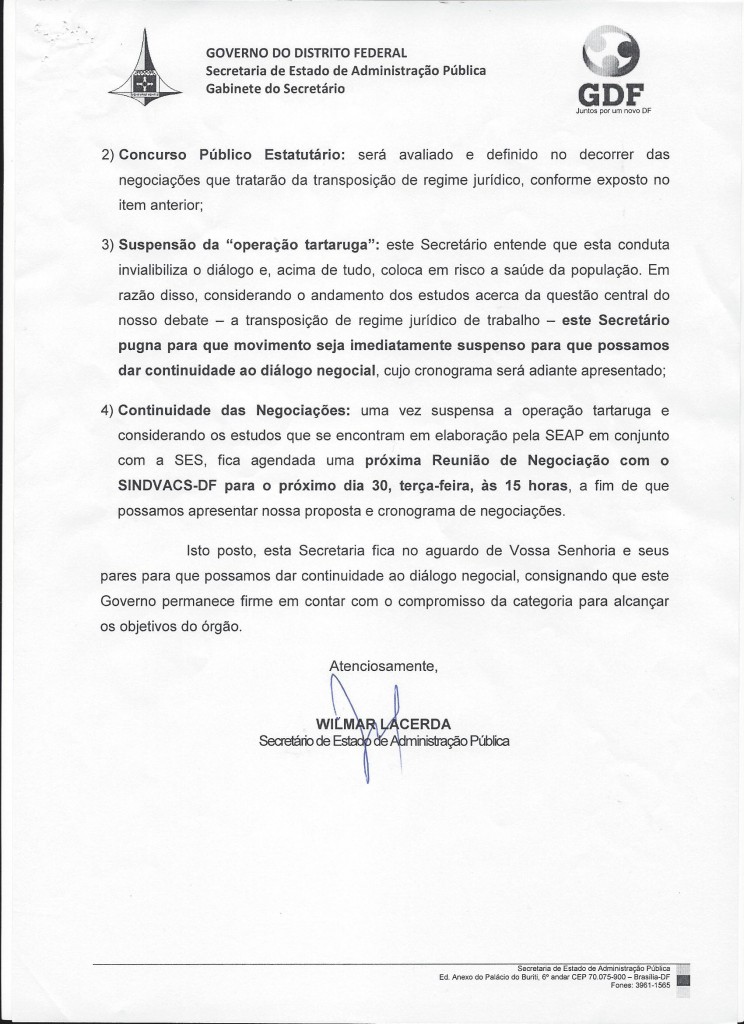 GOVERNO DO DISTRITO FEDERAL
Secretaria de Estado de Administração Pública
Gabinete do Secretário
GDF
Juntos por um novo DF
2) Concurso Público Estatutário: será avaliado e definido no decorrer das
negociações que tratarão da transposição de regime jurídico, conforme exposto no
item anterior;
3) Suspensão da “operação tartaruga”: este Secretário entende que esta conduta
invialibiliza o diálogo e, acima de tudo, coloca em risco a saúde da população. Em
razão disso, considerando o andamento dos estudos acerca da questão central do
nosso debate – a transposição de regime jurídico de trabalho – este Secretário
pugna para que movimento seja imediatamente suspenso para que possamos
dar continuidade ao diálogo negocial, cujo cronograma será adiante apresentado;
4) Continuidade das Negociações: uma vez suspensa a operação tartaruga e
considerando os estudos que se encontram em elaboração pela SEAP em conjunto
com a SES, fica agendada uma próxima Reunião de Negociação com o
SINDVACS-DF para o próximo dia 30, terça-feira, às 15 horas, a fim de que
possamos apresentar nossa proposta e cronograma de negociações.
Isto posto, esta Secretaria fica no aguardo de Vossa Senhoria e seus
pares para que possamos dar continuidade ao diálogo negocial, consignando que este
Governo permanece firme em contar com o compromisso da categoria para alcançar
os objetivos do órgão.
Atenciosamente,
WILMAR LACERDA
Secretário de Estado de Administração Pública
Secretaria de Estado de Administração Pública
Ed. Anexo do Palácio do Buriti, 6º andar CEP 70.075-900 – Brasília-DF
Fones: 3961-1565